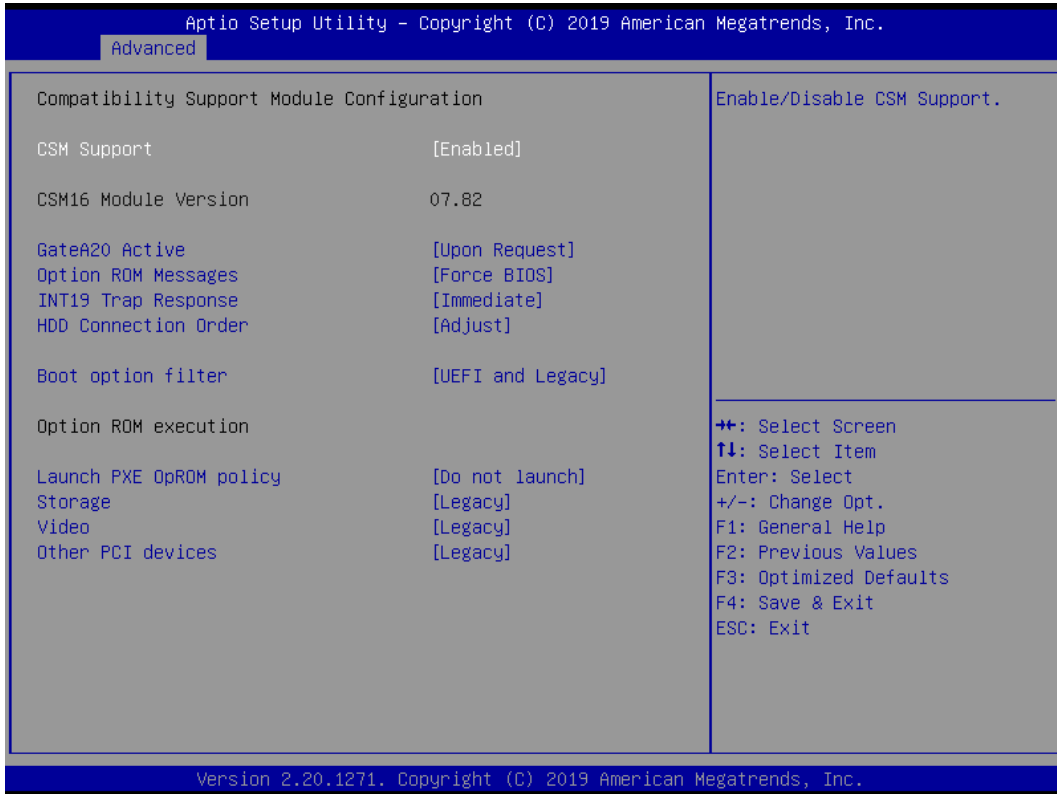 Aptio Setup Utility – Copyright (C) 2019 American Megatrends, Inc.
Advanced
Compatibility Support Module Configuration
CSM Support [Enabled]
CSM16 Module Version 07.82
GateA20 Active [Upon Request]
Option ROM Messages [Force BIOS]
INT19 Trap Response [Immediate]
HDD Connection Order [Adjust]
Boot option filter [UEFI and Legacy]
Option ROM execution
Launch PXE OpROM policy [Do not launch]
Storage [Legacy]
Video [Legacy]
Other PCI devices [Legacy]
Enable/Disable CSM Support.
→←: Select Screen
↑↓: Select Item
Enter: Select
+/-: Change Opt.
F1: General Help
F2: Previous Values
F3: Optimized Defaults
F4: Save & Exit
ESC: Exit
Version 2.20.1271. Copyright (C) 2019 American Megatrends, Inc.